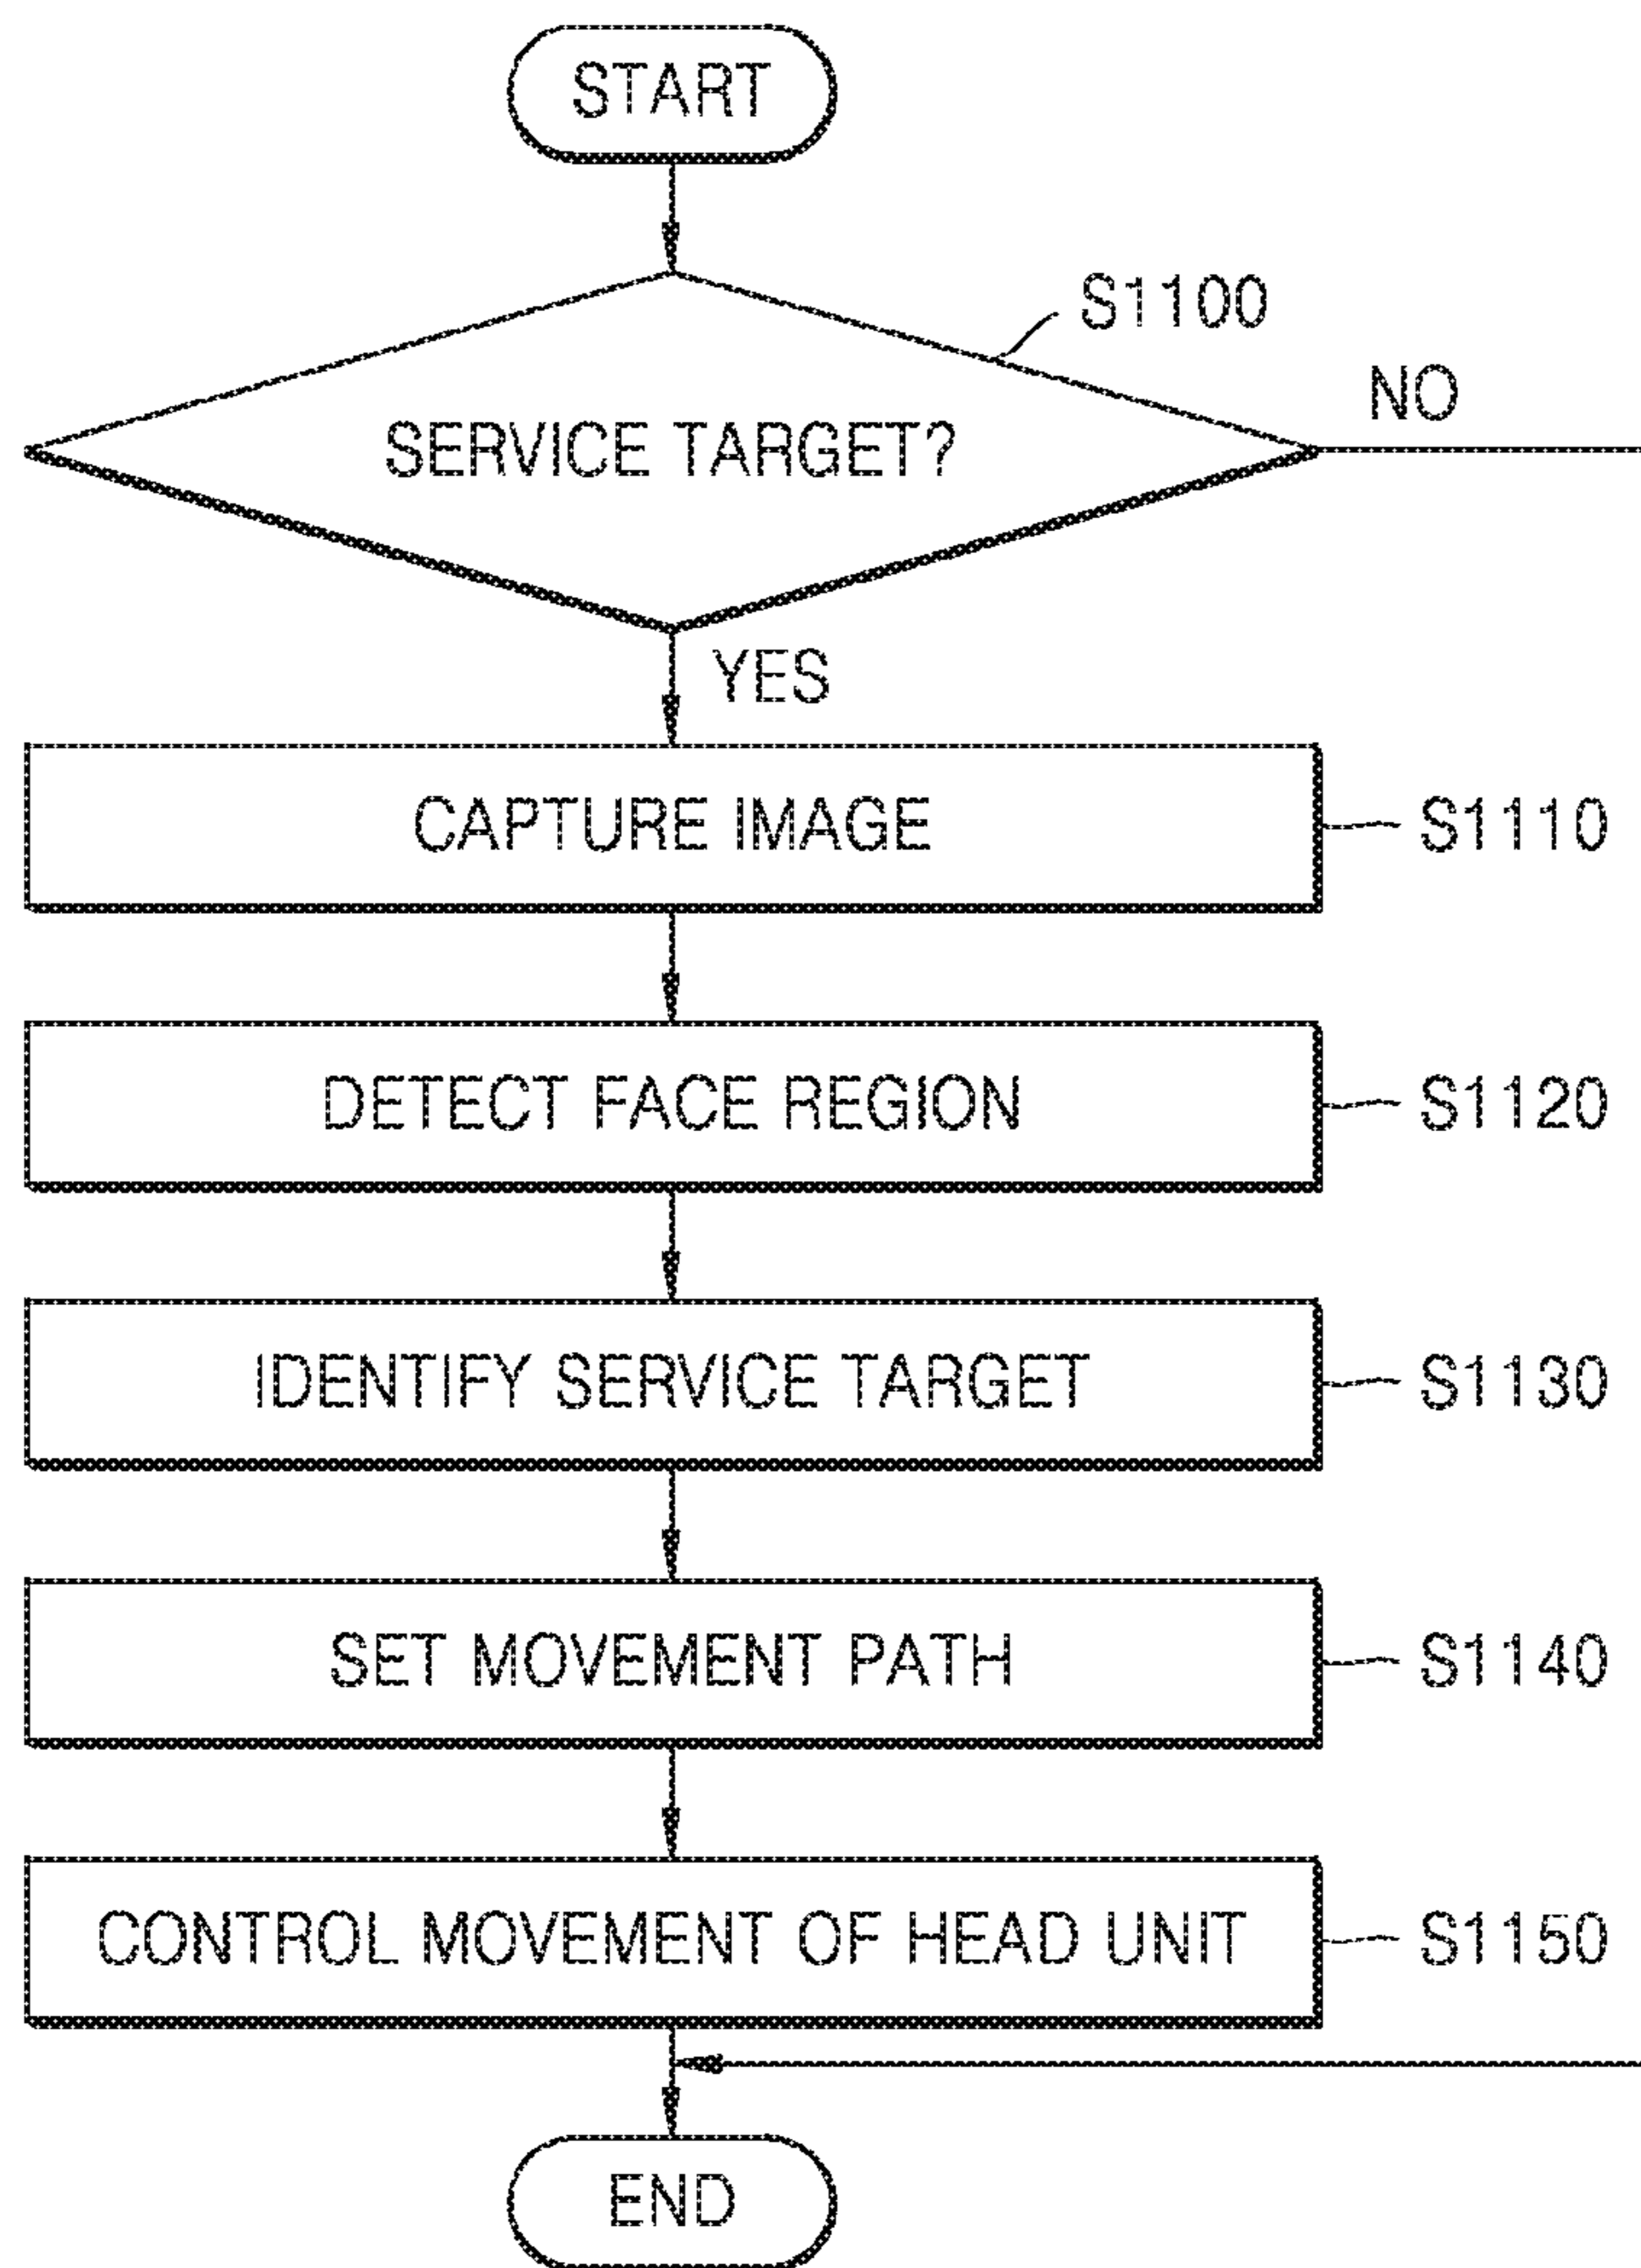 START
S1100
NO
SERVICE TARGET?
YES
CAPTURE IMAGE
S1110
DETECT FACE REGION
S1120
IDENTIFY SERVICE TARGET
S1130
SET MOVEMENT PATH
S1140
CONTROL MOVEMENT OF HEAD UNIT
S1150
END